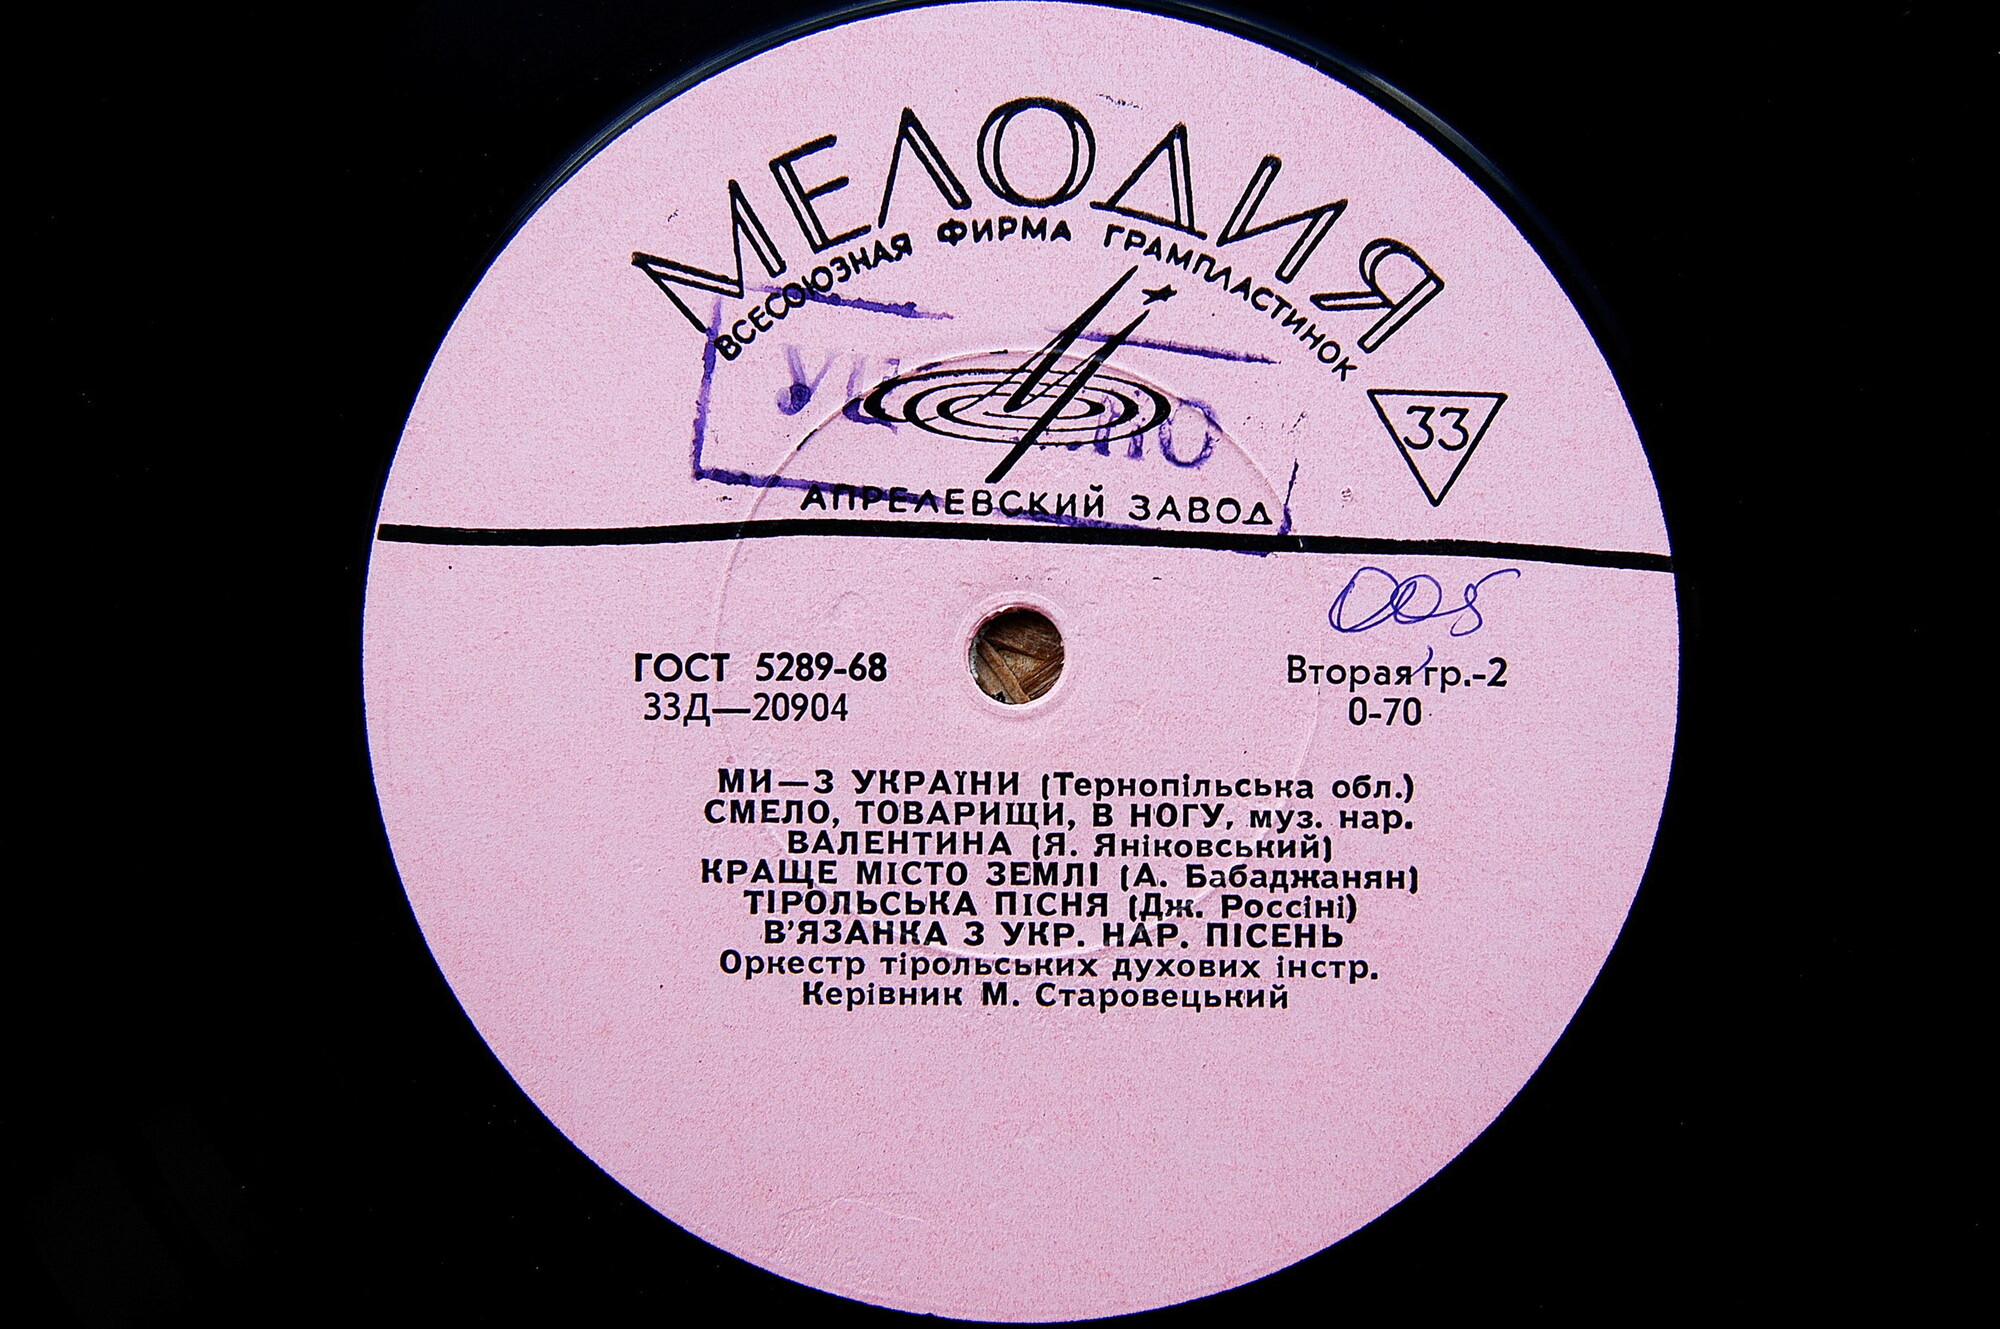 МЕЛОДИЯ
ВСЕСОЮЗНАЯ ФИРМА ГРАМПЛАСТИНОК
33
АПРЕЛЕВСКИЙ ЗАВОД
ГОСТ 5289-68
33Д—20904
Вторая гр.-2
0-70
МИ—З УКРАЇНИ (Тернопільська обл.)
СМЕЛО, ТОВАРИЩИ, В НОГУ, муз. нар.
ВАЛЕНТИНА (Я. Яніковський)
КРАЩЕ МІСТО ЗЕМЛІ (А. Бабаджанян)
ТІРОЛЬСЬКА ПІСНЯ (Дж. Россіні)
В’ЯЗАНКА З УКР. НАР. ПІСЕНЬ
Оркестр тірольських духових інстр.
Керівник М. Старовецький